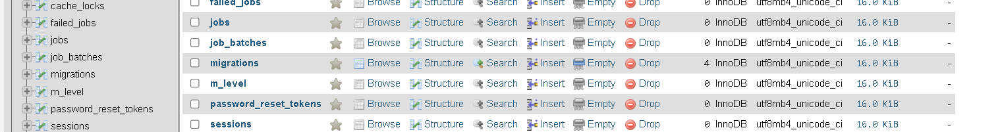 cache_locks
failed_jobs
jobs
job_batches
migrations
m_level
password_reset_tokens
sessions
failed_jobs Browse Structure Search Insert Empty Drop 0 InnoDB utf8mb4_unicode_ci 16.0 KiB -
jobs Browse Structure Search Insert Empty Drop 0 InnoDB utf8mb4_unicode_ci 16.0 KiB -
job_batches Browse Structure Search Insert Empty Drop 0 InnoDB utf8mb4_unicode_ci 16.0 KiB -
migrations Browse Structure Search Insert Empty Drop 4 InnoDB utf8mb4_unicode_ci 16.0 KiB -
m_level Browse Structure Search Insert Empty Drop 0 InnoDB utf8mb4_unicode_ci 16.0 KiB -
password_reset_tokens Browse Structure Search Insert Empty Drop 0 InnoDB utf8mb4_unicode_ci 16.0 KiB -
sessions Browse Structure Search Insert Empty Drop 0 InnoDB utf8mb4_unicode_ci 16.0 KiB -